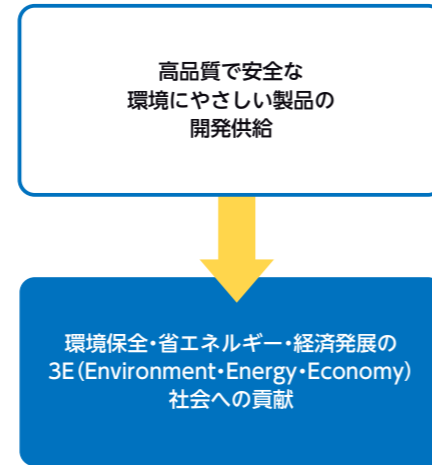 高品質で安全な
環境にやさしい製品の
開発供給
環境保全・省エネルギー・経済発展の
3E（Environment・Energy・Economy）
社会への貢献